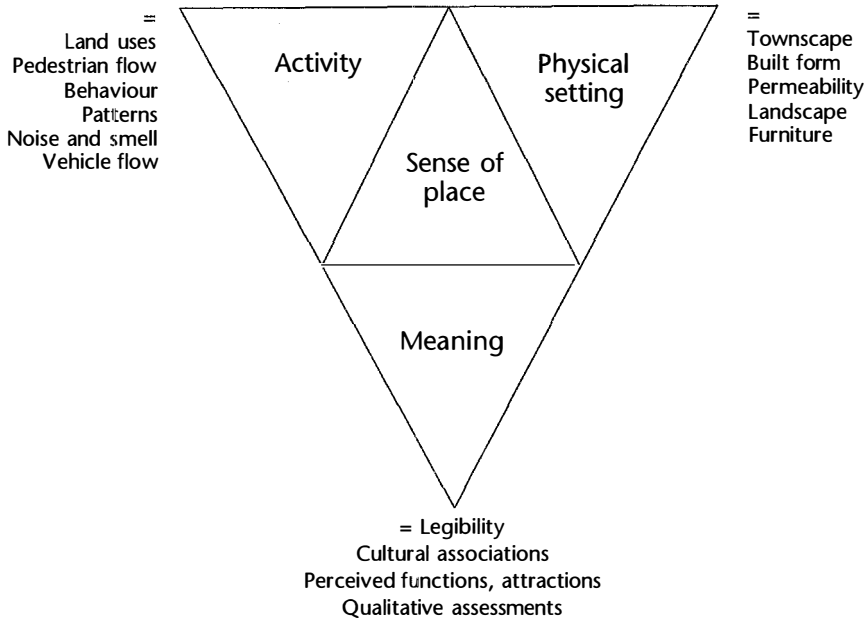 =
Land uses
Pedestrian flow
Behaviour
Patterns
Noise and smell
Vehicle flow
Activity
Physical
setting
=
Townscape
Built form
Permeability
Landscape
Furniture
Sense of
place
Meaning
= Legibility
Cultural associations
Perceived functions, attractions
Qualitative assessments